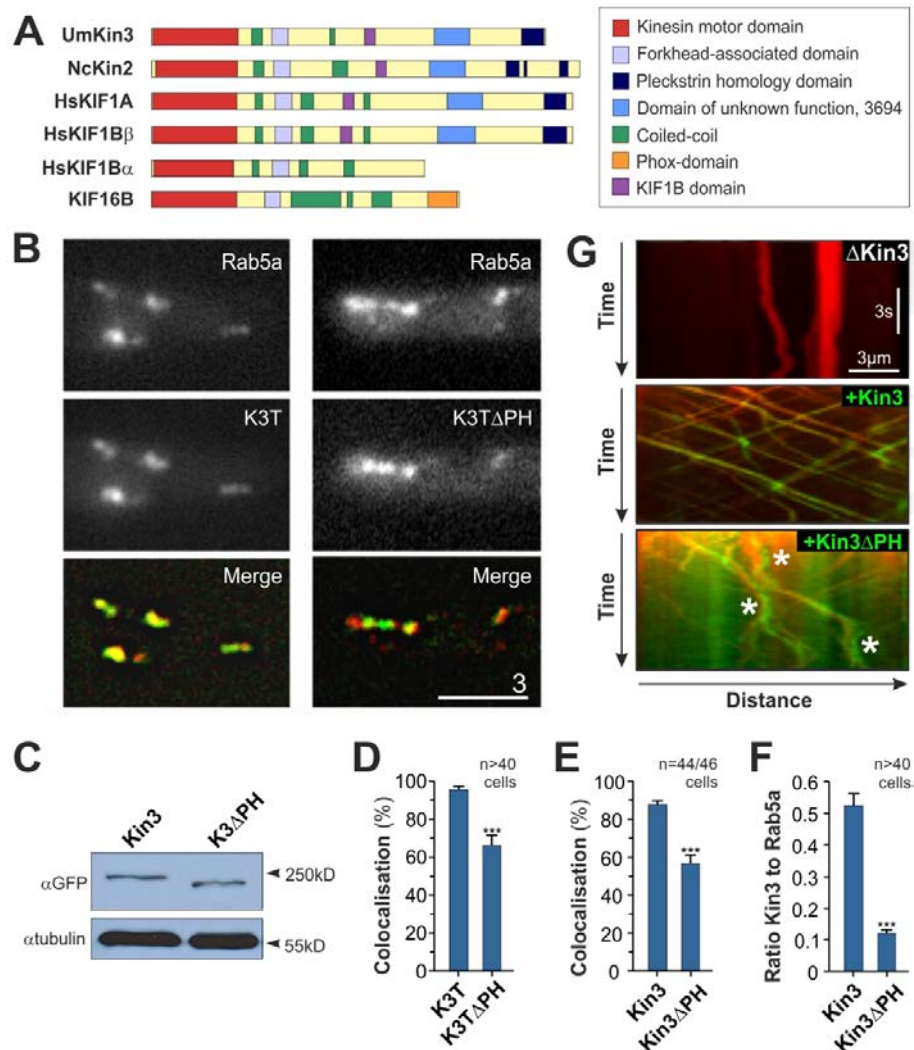 A
UmKin3
NcKin2
HsKIF1A
HsKIF1Bβ
HsKIF1Bα
KIF16B
Kinesin motor domain
Forkhead-associated domain
Pleckstrin homology domain
Domain of unknown function, 3694
Coiled-coil
Phox-domain
KIF1B domain
B
Rab5a
Rab5a
K3T
K3TΔPH
Merge
Merge
3
G
Time
ΔKin3
3s
3µm
Time
+Kin3
Time
+Kin3ΔPH
*
*
*
Distance
C
Kin3
K3ΔPH
αGFP
250kD
αtubulin
55kD
D
n>40
cells
Colocalisation (%)
100
80
60
40
20
0
***
K3T
K3TΔPH
E
n=44/46
cells
Colocalisation (%)
100
80
60
40
20
0
***
Kin3
Kin3ΔPH
F
n>40
cells
Ratio Kin3 to Rab5a
0.6
0.5
0.4
0.3
0.2
0.1
0
***
Kin3
Kin3ΔPH